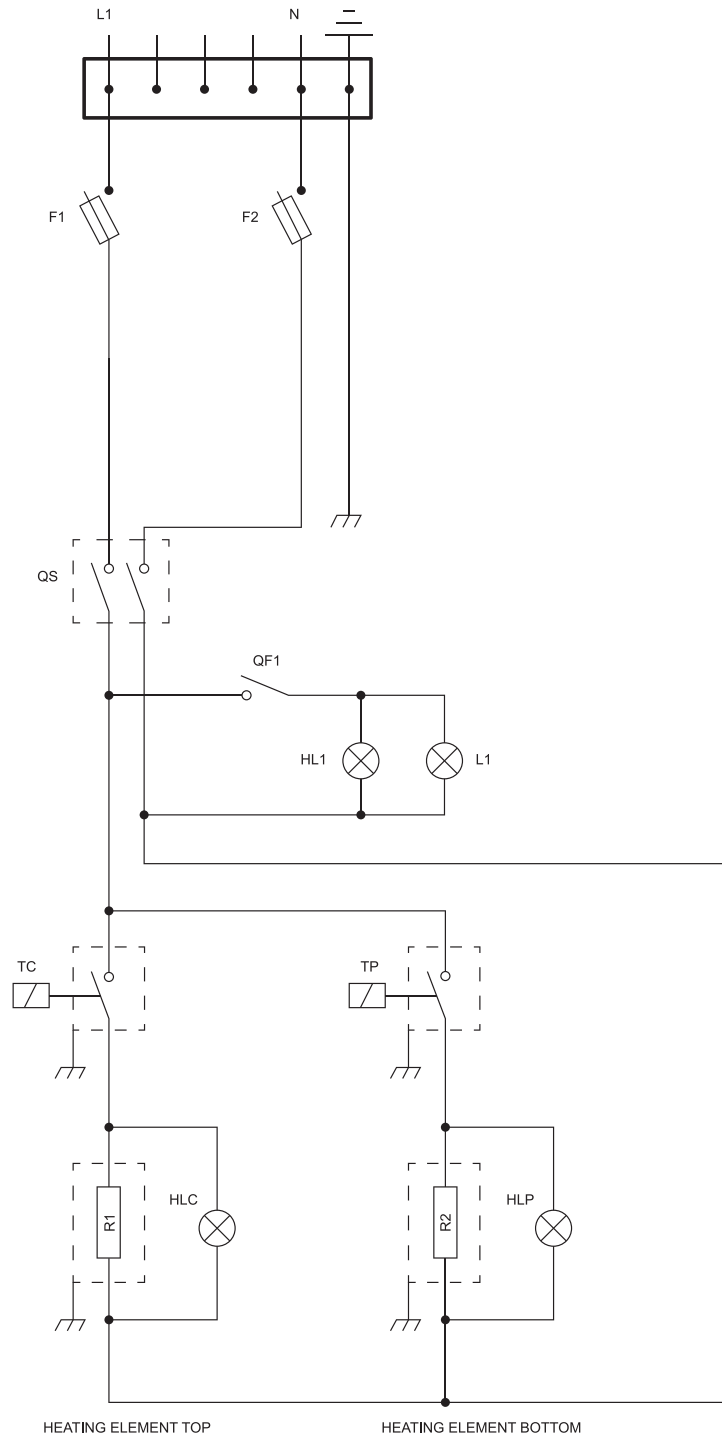 L1 N
F1 F2
QS
QF1
HL1 L1
TC TP
R1 HLC R2 HLP
HEATING ELEMENT TOP HEATING ELEMENT BOTTOM